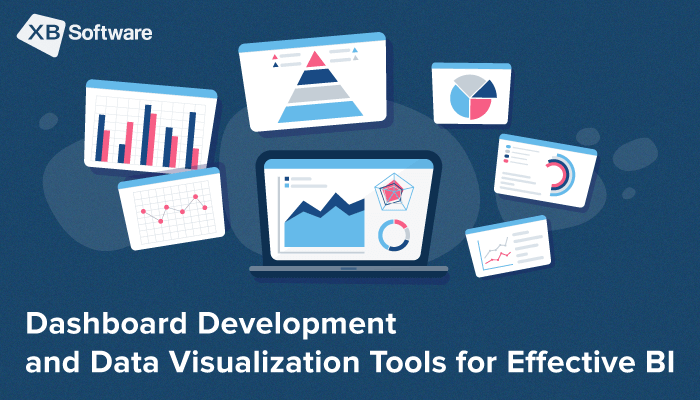 XB Software
Dashboard Development
and Data Visualization Tools for Effective BI